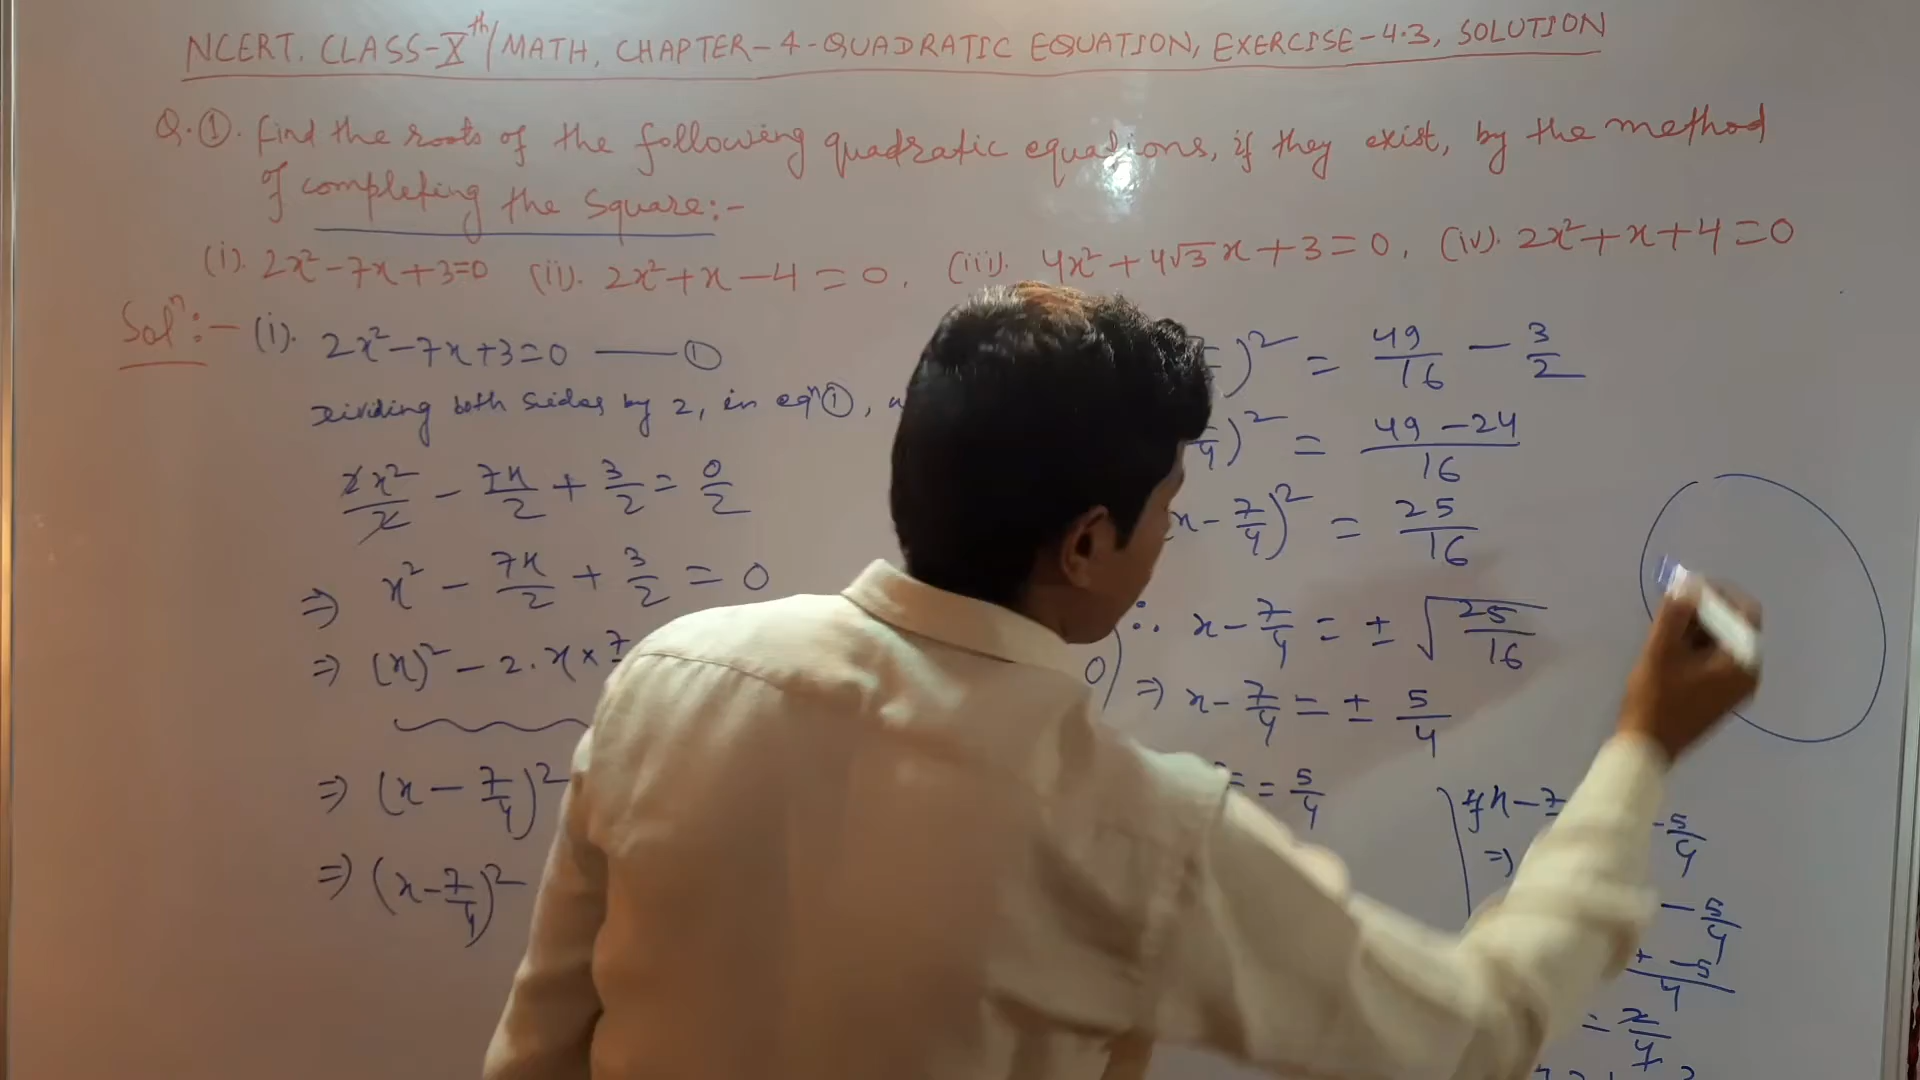 NCERT. CLASS-Xth/MATH, CHAPTER-4-QUADRATIC EQUATION, EXERCISE-4.3, SOLUTION
Q.①. Find the roots of the following quadratic equations, if they exist, by the method
of completing the square:-
(i). 2x²-7x+3=0 (ii). 2x²+x-4=0, (iii). 4x²+4√3x+3=0, (iv). 2x²+x+4=0
Solⁿ:- (i). 2x²-7x+3=0 — ①
Dividing both sides by 2, in eqⁿ①,
2x²/2 - 7x/2 + 3/2 = 0/2
⇒ x² - 7x/2 + 3/2 = 0
⇒ (x)² - 2.x×7
⇒ (x - 7/4)²
⇒ (x-7/4)²
0
)² = 49/16 - 3/2
4)² = 49-24/16
x - 7/4)² = 25/16
∴ x - 7/4 = ± √25/16
⇒ x - 7/4 = ± 5/4
= 5/4
if x - 7 -5/4
⇒
- 5/4
+ -5/4
= 2/4